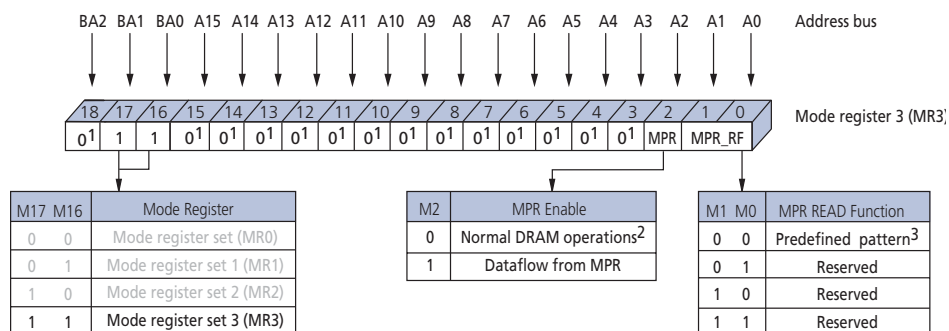 BA2 BA1 BA0 A15 A14 A13 A12 A11 A10 A9 A8 A7 A6 A5 A4 A3 A2 A1 A0 Address bus
18 17 16 15 14 13 12 11 10 9 8 7 6 5 4 3 2 1 0 Mode register 3 (MR3)
0¹ 1 1 0¹ 0¹ 0¹ 0¹ 0¹ 0¹ 0¹ 0¹ 0¹ 0¹ 0¹ 0¹ 0¹ MPR MPR_RF
M17 M16 Mode Register
0 0 Mode register set (MR0)
0 1 Mode register set 1 (MR1)
1 0 Mode register set 2 (MR2)
1 1 Mode register set 3 (MR3)
M2 MPR Enable
0 Normal DRAM operations²
1 Dataflow from MPR
M1 M0 MPR READ Function
0 0 Predefined pattern³
0 1 Reserved
1 0 Reserved
1 1 Reserved